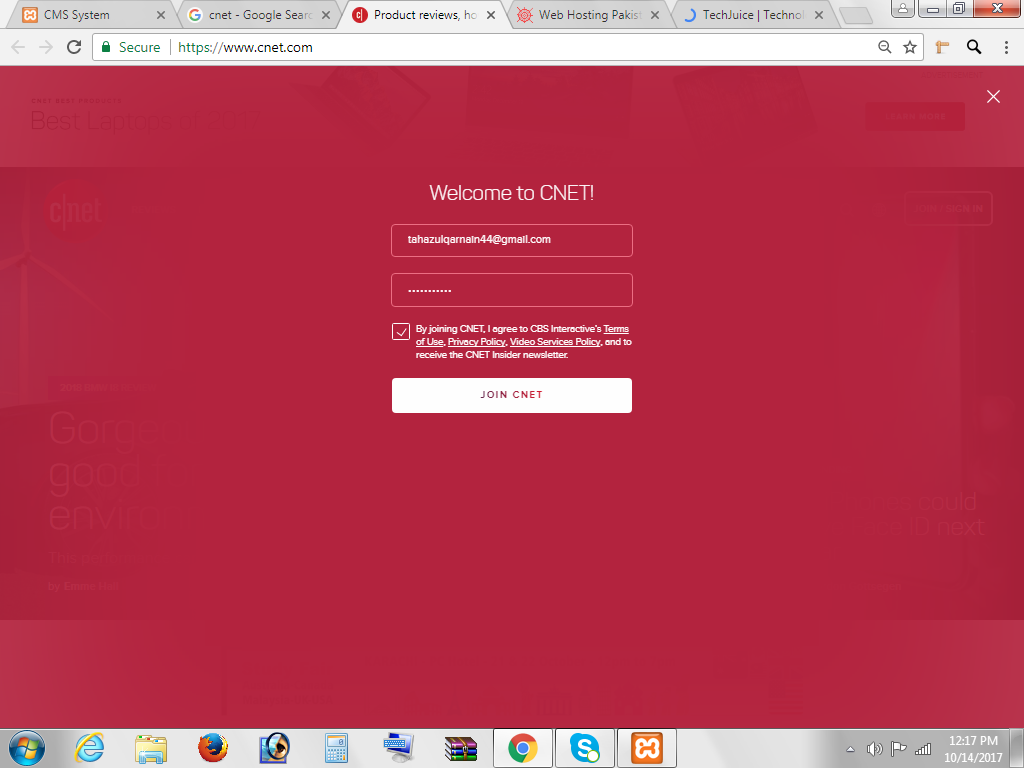 CMS System
cnet - Google Searc
Product reviews, ho
Web Hosting Pakist
TechJuice | Technol
Secure
https://www.cnet.com
CNET BEST PRODUCTS
Best Laptops of 2017
LEARN MORE
cnet
SIGN IN
Welcome to CNET!
tahazulqarnain44@gmail.com
By joining CNET, I agree to CBS Interactive's Terms
of Use, Privacy Policy, Video Services Policy, and to
receive the CNET Insider newsletter.
JOIN CNET
Gorge
good
enviro
could
next
by
12:17 PM
10/14/2017